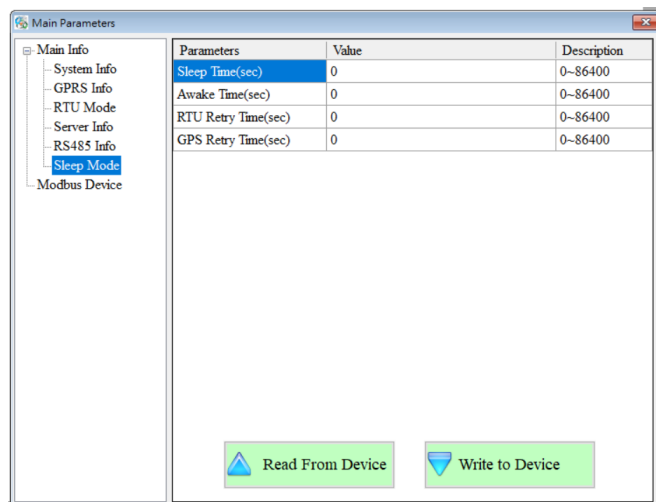 Main Parameters
Main Info
System Info
GPRS Info
RTU Mode
Server Info
RS485 Info
Sleep Mode
Modbus Device
Parameters Value Description
Sleep Time(sec) 0 0~86400
Awake Time(sec) 0 0~86400
RTU Retry Time(sec) 0 0~86400
GPS Retry Time(sec) 0 0~86400
Read From Device Write to Device